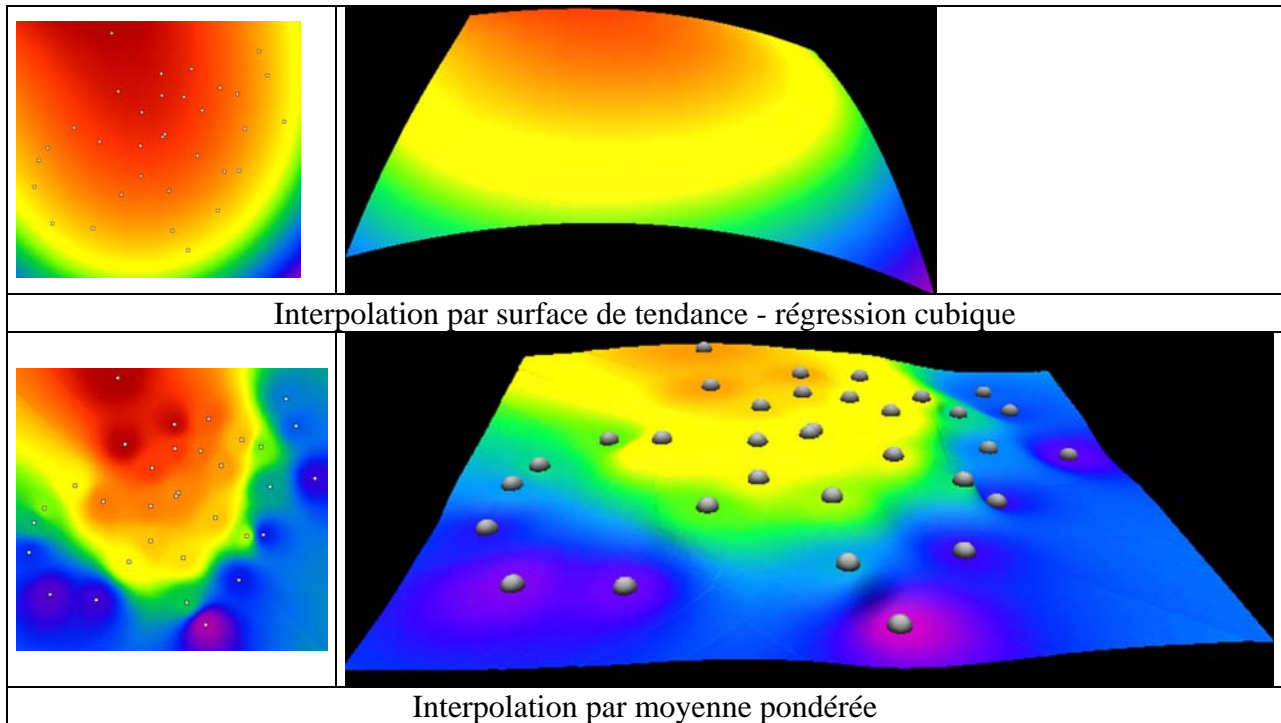 Interpolation par surface de tendance - régression cubique
Interpolation par moyenne pondérée